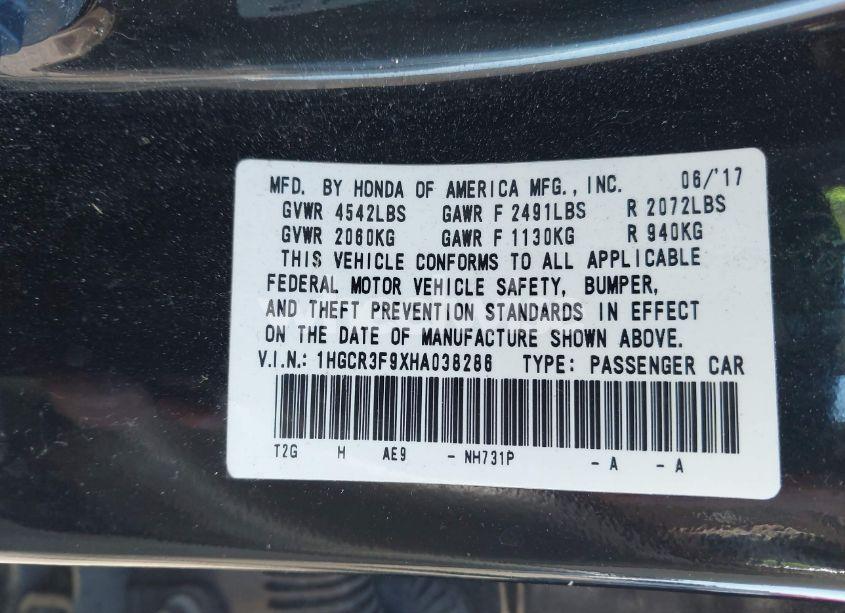 MFD. BY HONDA OF AMERICA MFG., INC. 06/'17
GVWR 4542LBS GAWR F 2491LBS R 2072LBS
GVWR 2060KG GAWR F 1130KG R 940KG
THIS VEHICLE CONFORMS TO ALL APPLICABLE
FEDERAL MOTOR VEHICLE SAFETY, BUMPER,
AND THEFT PREVENTION STANDARDS IN EFFECT
ON THE DATE OF MANUFACTURE SHOWN ABOVE.
V.I.N.: 1HGCR3F9XHA038286 TYPE: PASSENGER CAR
T2G H AE9 - NH731P - A - A